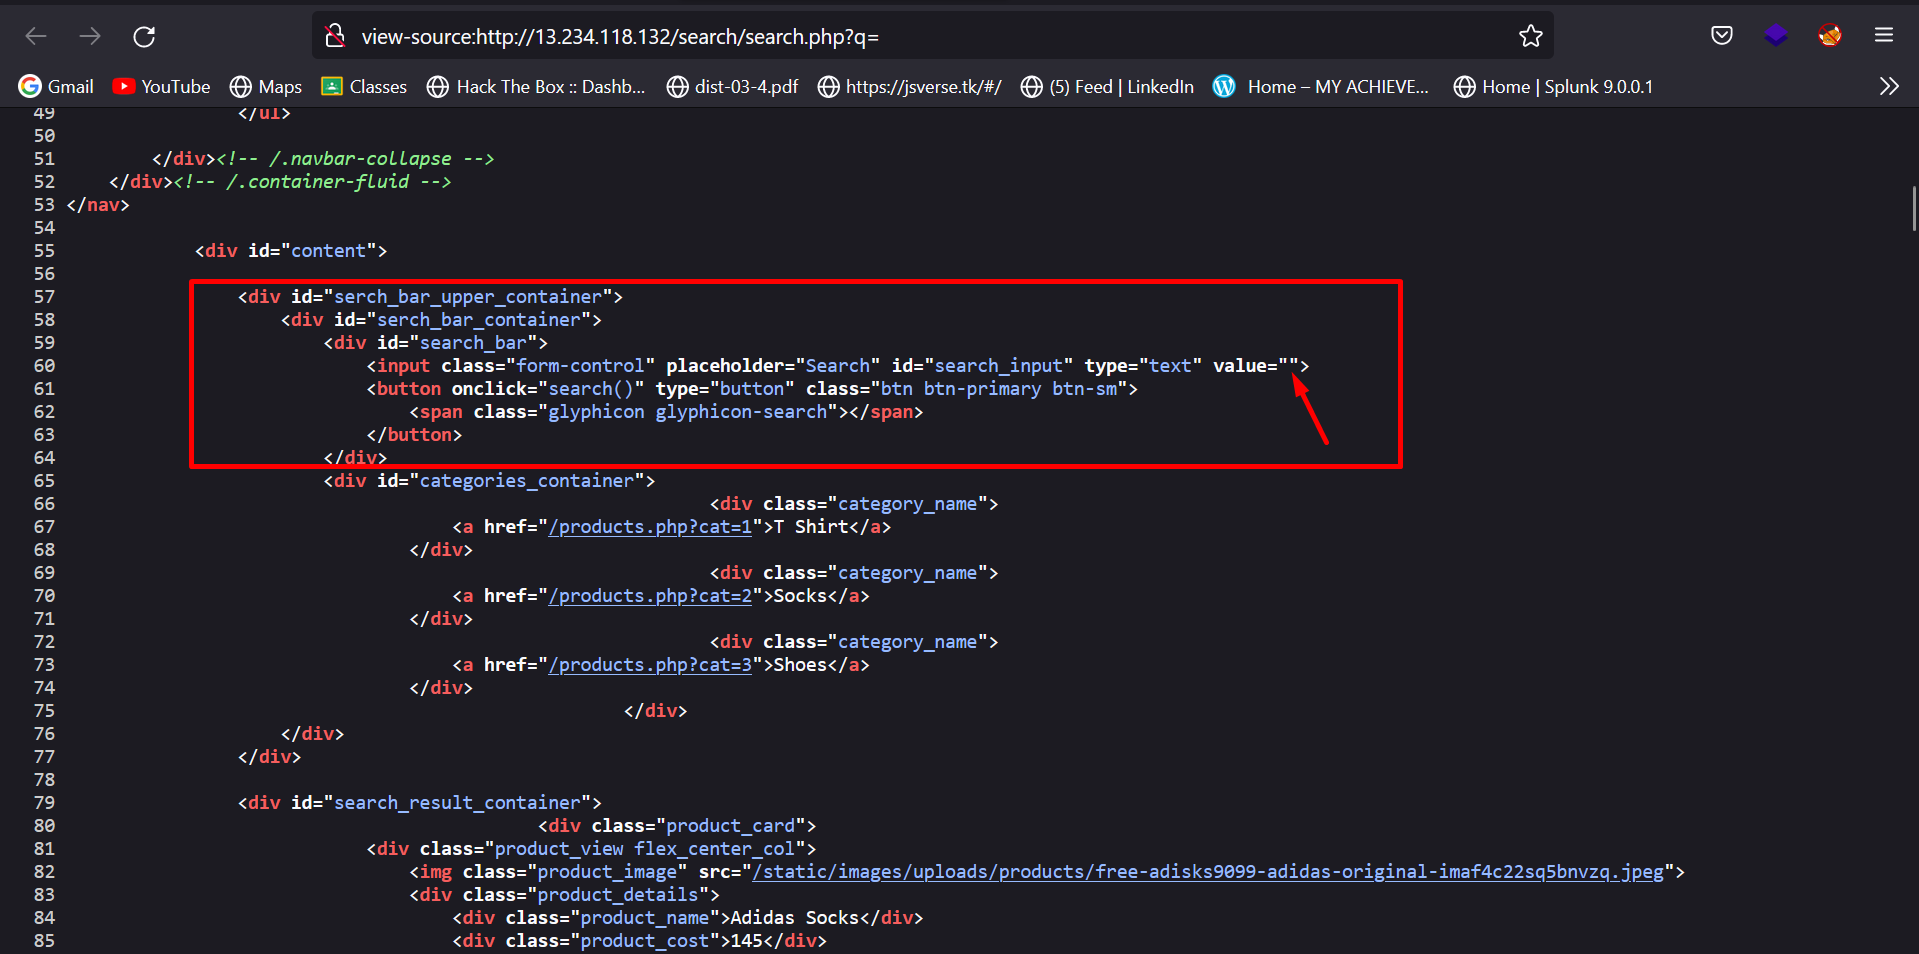 view-source:http://13.234.118.132/search/search.php?q=
Gmail YouTube Maps Classes Hack The Box :: Dashb... dist-03-4.pdf https://jsverse.tk/#/ (5) Feed | LinkedIn Home – MY ACHIEVE... Home | Splunk 9.0.0.1
49 </ul>
50
51 </div><!-- /.navbar-collapse -->
52 </div><!-- /.container-fluid -->
53 </nav>
54
55 <div id="content">
56
57 <div id="serch_bar_upper_container">
58 <div id="serch_bar_container">
59 <div id="search_bar">
60 <input class="form-control" placeholder="Search" id="search_input" type="text" value="">
61 <button onclick="search()" type="button" class="btn btn-primary btn-sm">
62 <span class="glyphicon glyphicon-search"></span>
63 </button>
64 </div>
65 <div id="categories_container">
66 <div class="category_name">
67 <a href="/products.php?cat=1">T Shirt</a>
68 </div>
69 <div class="category_name">
70 <a href="/products.php?cat=2">Socks</a>
71 </div>
72 <div class="category_name">
73 <a href="/products.php?cat=3">Shoes</a>
74 </div>
75 </div>
76 </div>
77 </div>
78
79 <div id="search_result_container">
80 <div class="product_card">
81 <div class="product_view flex_center_col">
82 <img class="product_image" src="/static/images/uploads/products/free-adisks9099-adidas-original-imaf4c22sq5bnvzq.jpeg">
83 <div class="product_details">
84 <div class="product_name">Adidas Socks</div>
85 <div class="product_cost">145</div>